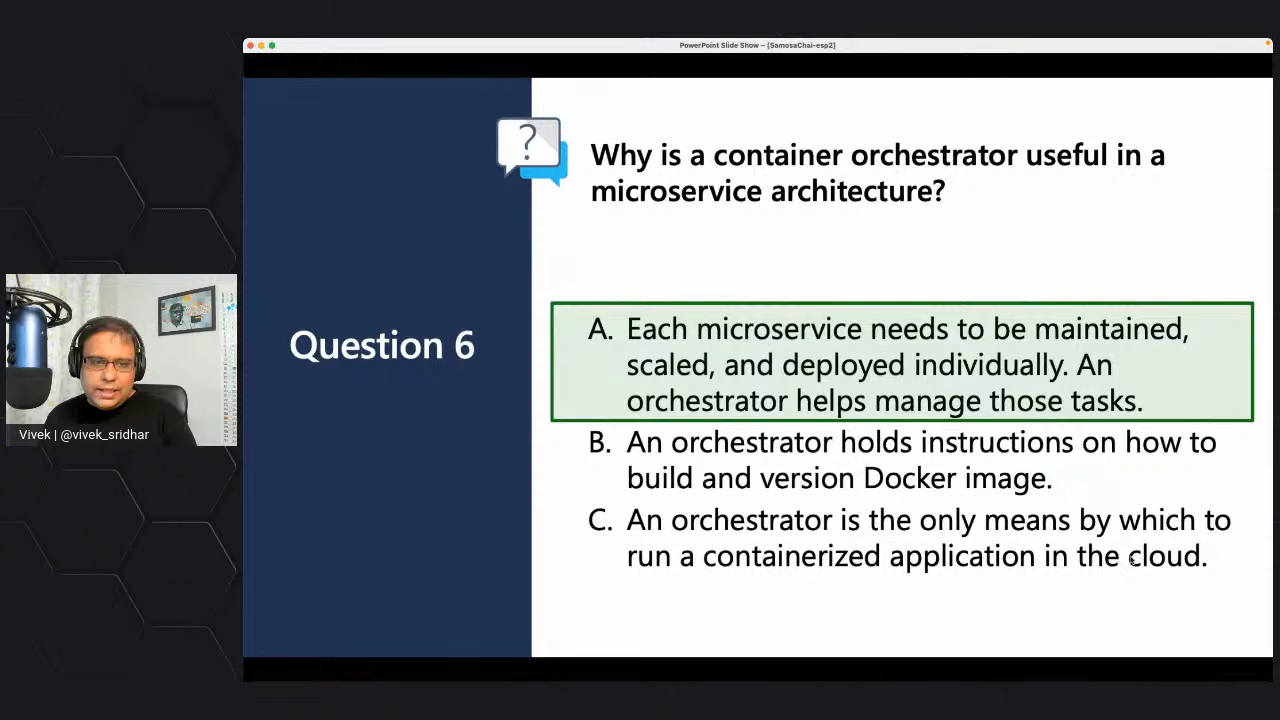 PowerPoint Slide Show – [SamosaChai-esp2]
?
Why is a container orchestrator useful in a
microservice architecture?
Question 6
A. Each microservice needs to be maintained,
scaled, and deployed individually. An
orchestrator helps manage those tasks.
B. An orchestrator holds instructions on how to
build and version Docker image.
C. An orchestrator is the only means by which to
run a containerized application in the cloud.
Vivek | @vivek_sridhar